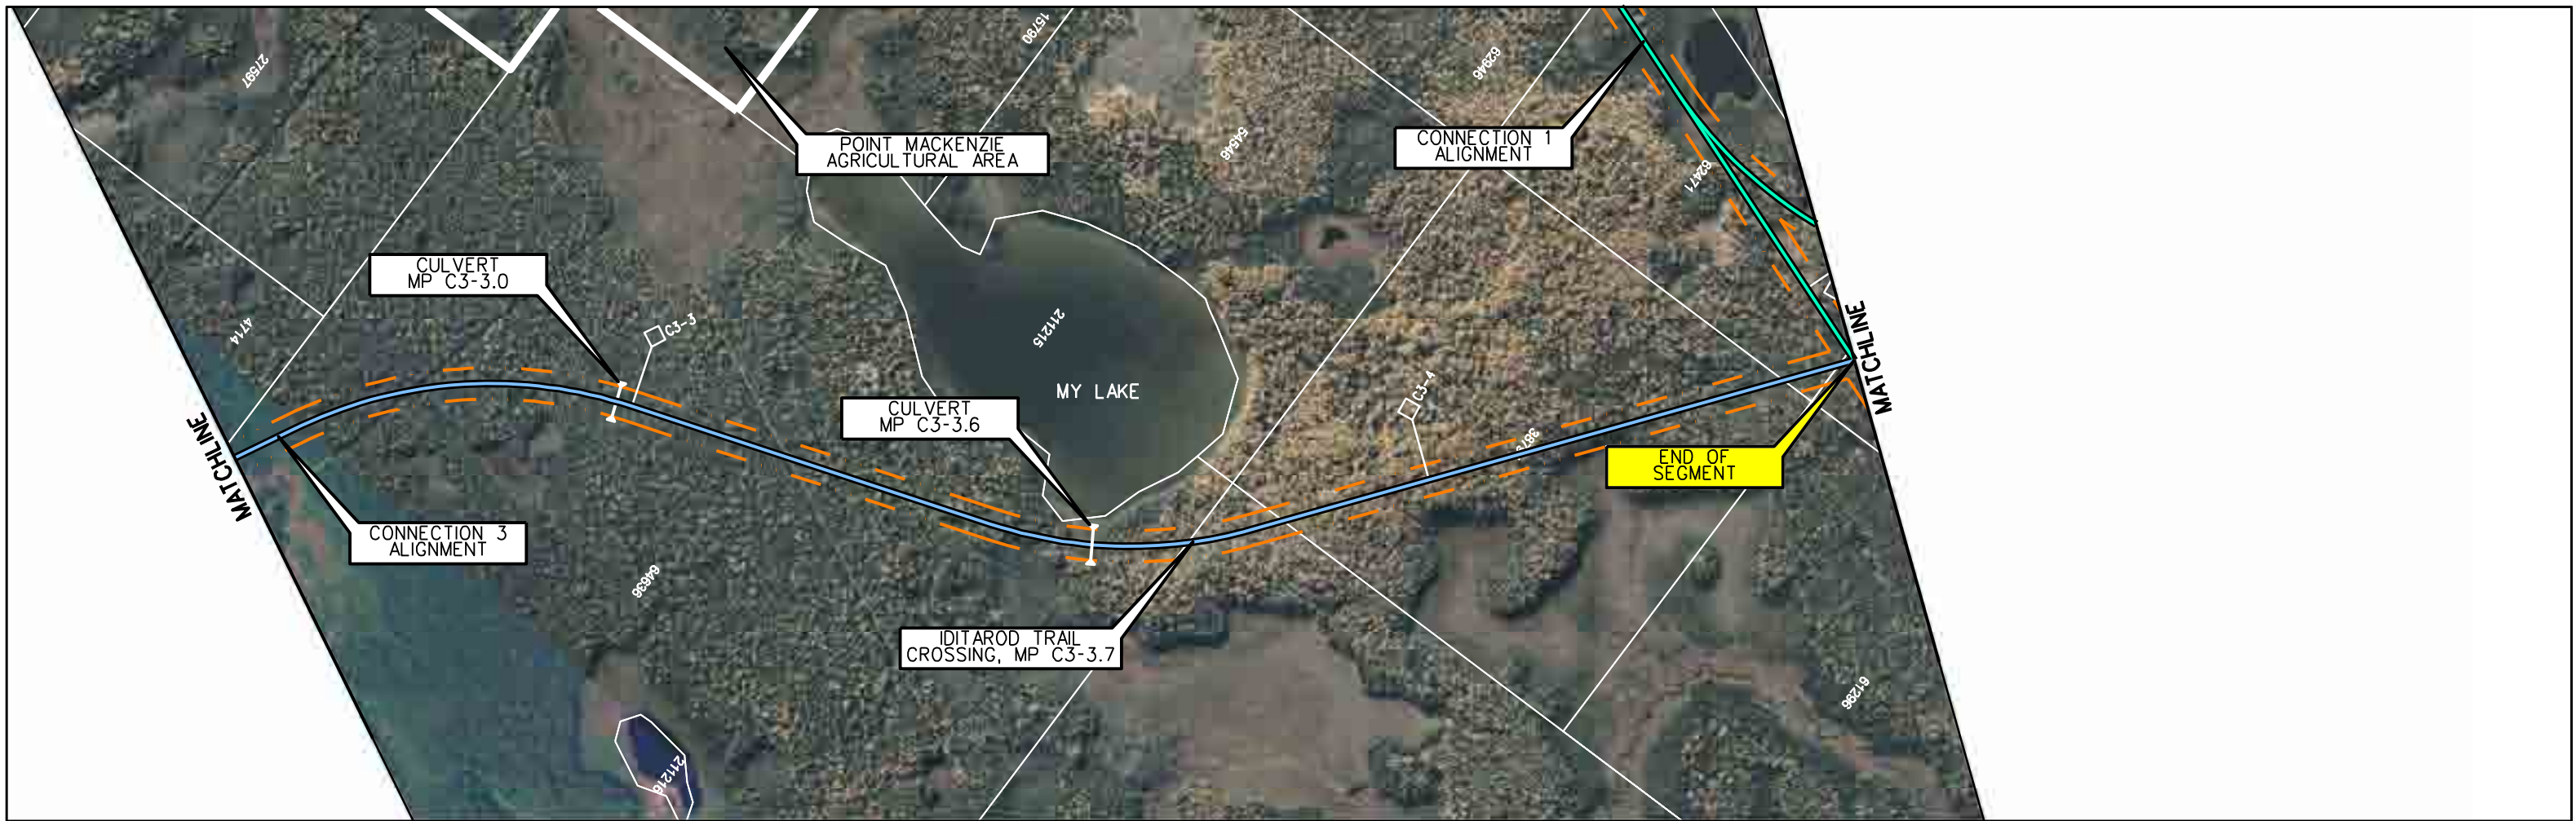 27597
15790
62946
54546
62471
POINT MACKENZIE
AGRICULTURAL AREA
CONNECTION 1
ALIGNMENT
CULVERT
MP C3-3.0
4714
C3-3
211215
MY LAKE
MATCHLINE
C3-4
CULVERT
MP C3-3.6
END OF
SEGMENT
MATCHLINE
CONNECTION 3
ALIGNMENT
64636
IDITAROD TRAIL
CROSSING, MP C3-3.7
61296
211216